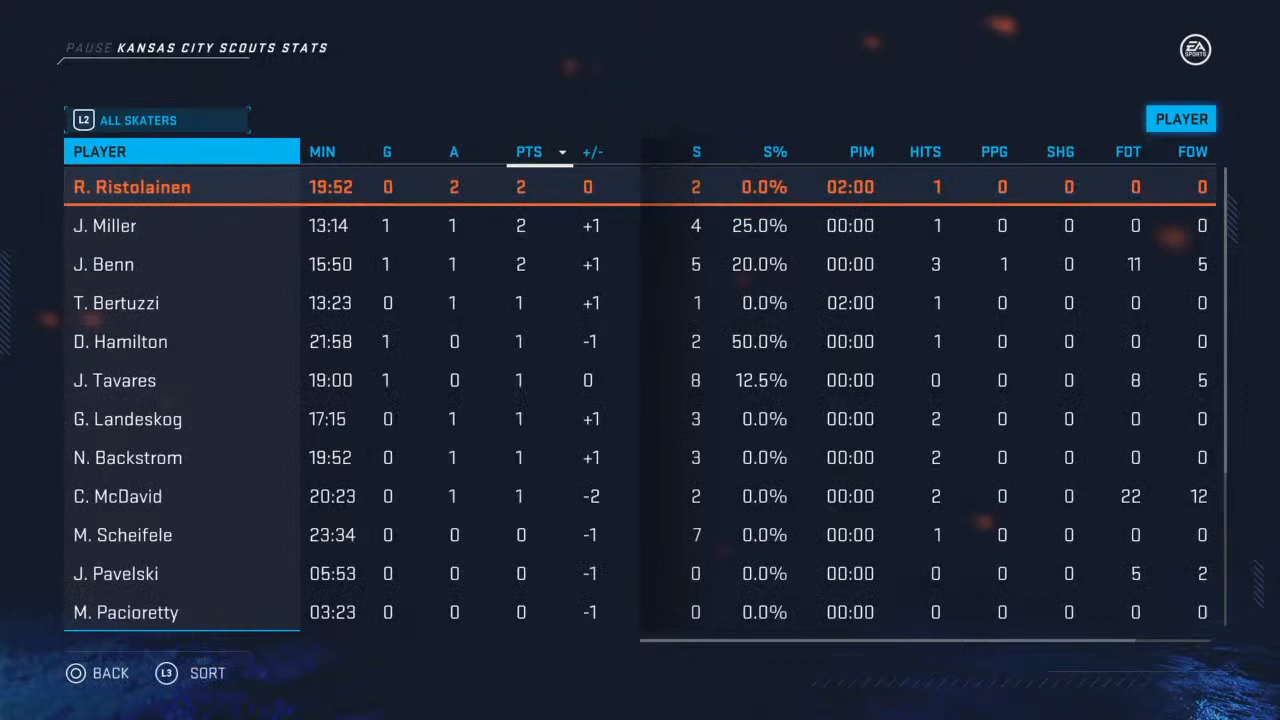 PAUSE KANSAS CITY SCOUTS STATS
EA SPORTS
L2 ALL SKATERS
PLAYER
PLAYER MIN G A PTS +/- S S% PIM HITS PPG SHG FOT FOW
R. Ristolainen 19:52 0 2 2 0 2 0.0% 02:00 1 0 0 0 0
J. Miller 13:14 1 1 2 +1 4 25.0% 00:00 1 0 0 0 0
J. Benn 15:50 1 1 2 +1 5 20.0% 00:00 3 1 0 11 5
T. Bertuzzi 13:23 0 1 1 +1 1 0.0% 02:00 1 0 0 0 0
D. Hamilton 21:58 1 0 1 -1 2 50.0% 00:00 1 0 0 0 0
J. Tavares 19:00 1 0 1 0 8 12.5% 00:00 0 0 0 8 5
G. Landeskog 17:15 0 1 1 +1 3 0.0% 00:00 2 0 0 0 0
N. Backstrom 19:52 0 1 1 +1 3 0.0% 00:00 2 0 0 0 0
C. McDavid 20:23 0 1 1 -2 2 0.0% 00:00 2 0 0 22 12
M. Scheifele 23:34 0 0 0 -1 7 0.0% 00:00 1 0 0 0 0
J. Pavelski 05:53 0 0 0 -1 0 0.0% 00:00 0 0 0 5 2
M. Pacioretty 03:23 0 0 0 -1 0 0.0% 00:00 0 0 0 0 0
BACK L3 SORT